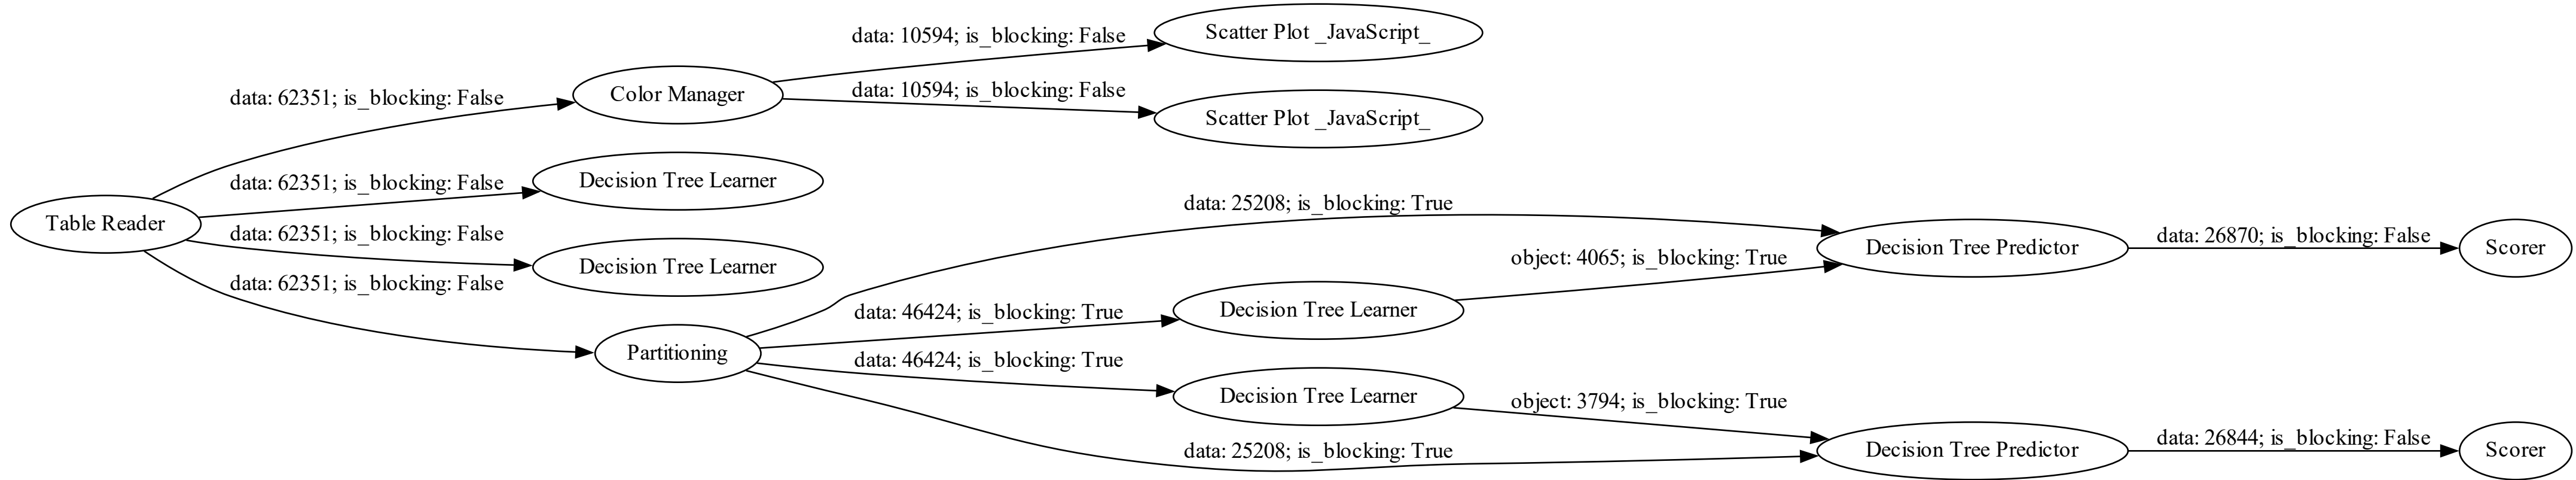 data: 10594; is_blocking: False
Scatter Plot _JavaScript_
data: 62351; is_blocking: False
Color Manager
data: 10594; is_blocking: False
Scatter Plot _JavaScript_
data: 62351; is_blocking: False
Decision Tree Learner
data: 25208; is_blocking: True
Table Reader
data: 62351; is_blocking: False
Decision Tree Learner
Decision Tree Predictor
data: 26870; is_blocking: False
Scorer
object: 4065; is_blocking: True
data: 62351; is_blocking: False
data: 46424; is_blocking: True
Decision Tree Learner
Partitioning
data: 46424; is_blocking: True
Decision Tree Learner
object: 3794; is_blocking: True
data: 25208; is_blocking: True
Decision Tree Predictor
data: 26844; is_blocking: False
Scorer